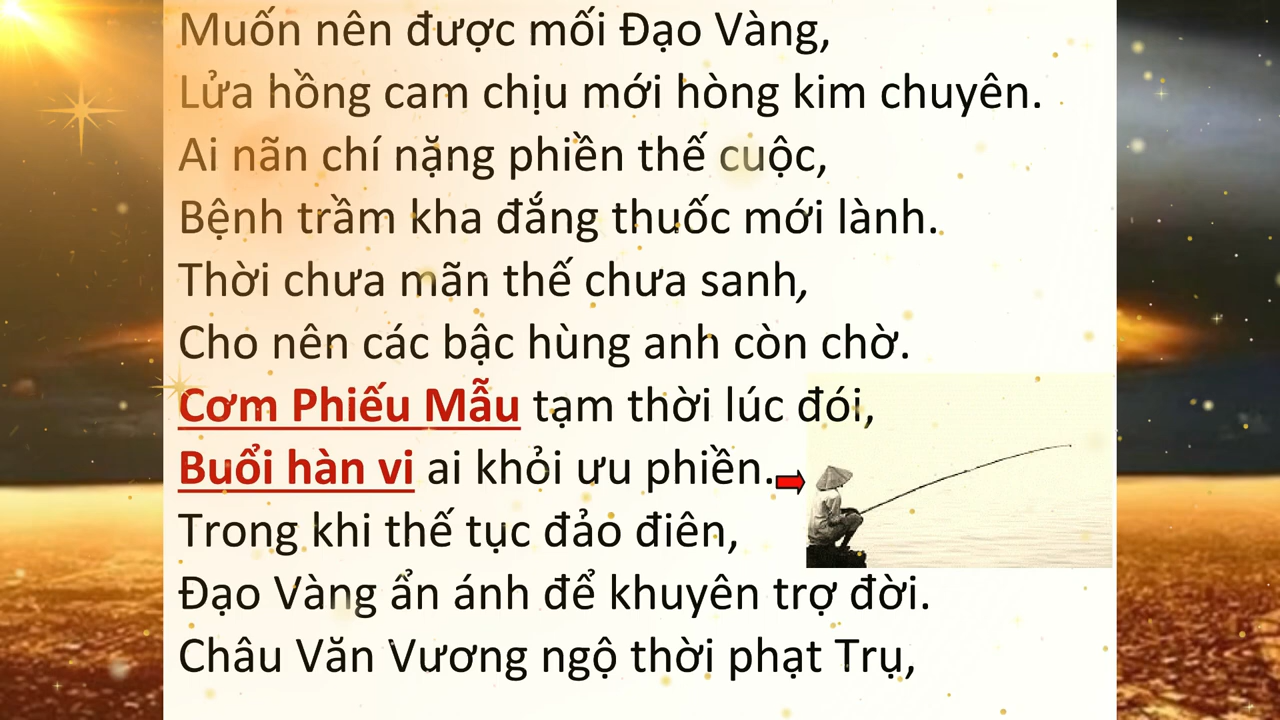 Muốn nên được mối Đạo Vàng,
Lửa hồng cam chịu mới hòng kim chuyên.
Ai nãn chí nặng phiền thế cuộc,
Bệnh trầm kha đắng thuốc mới lành.
Thời chưa mãn thế chưa sanh,
Cho nên các bậc hùng anh còn chờ.
Cơm Phiếu Mẫu tạm thời lúc đói,
Buổi hàn vi ai khỏi ưu phiền.
Trong khi thế tục đảo điên,
Đạo Vàng ẩn ánh để khuyên trợ đời.
Châu Văn Vương ngộ thời phạt Trụ,